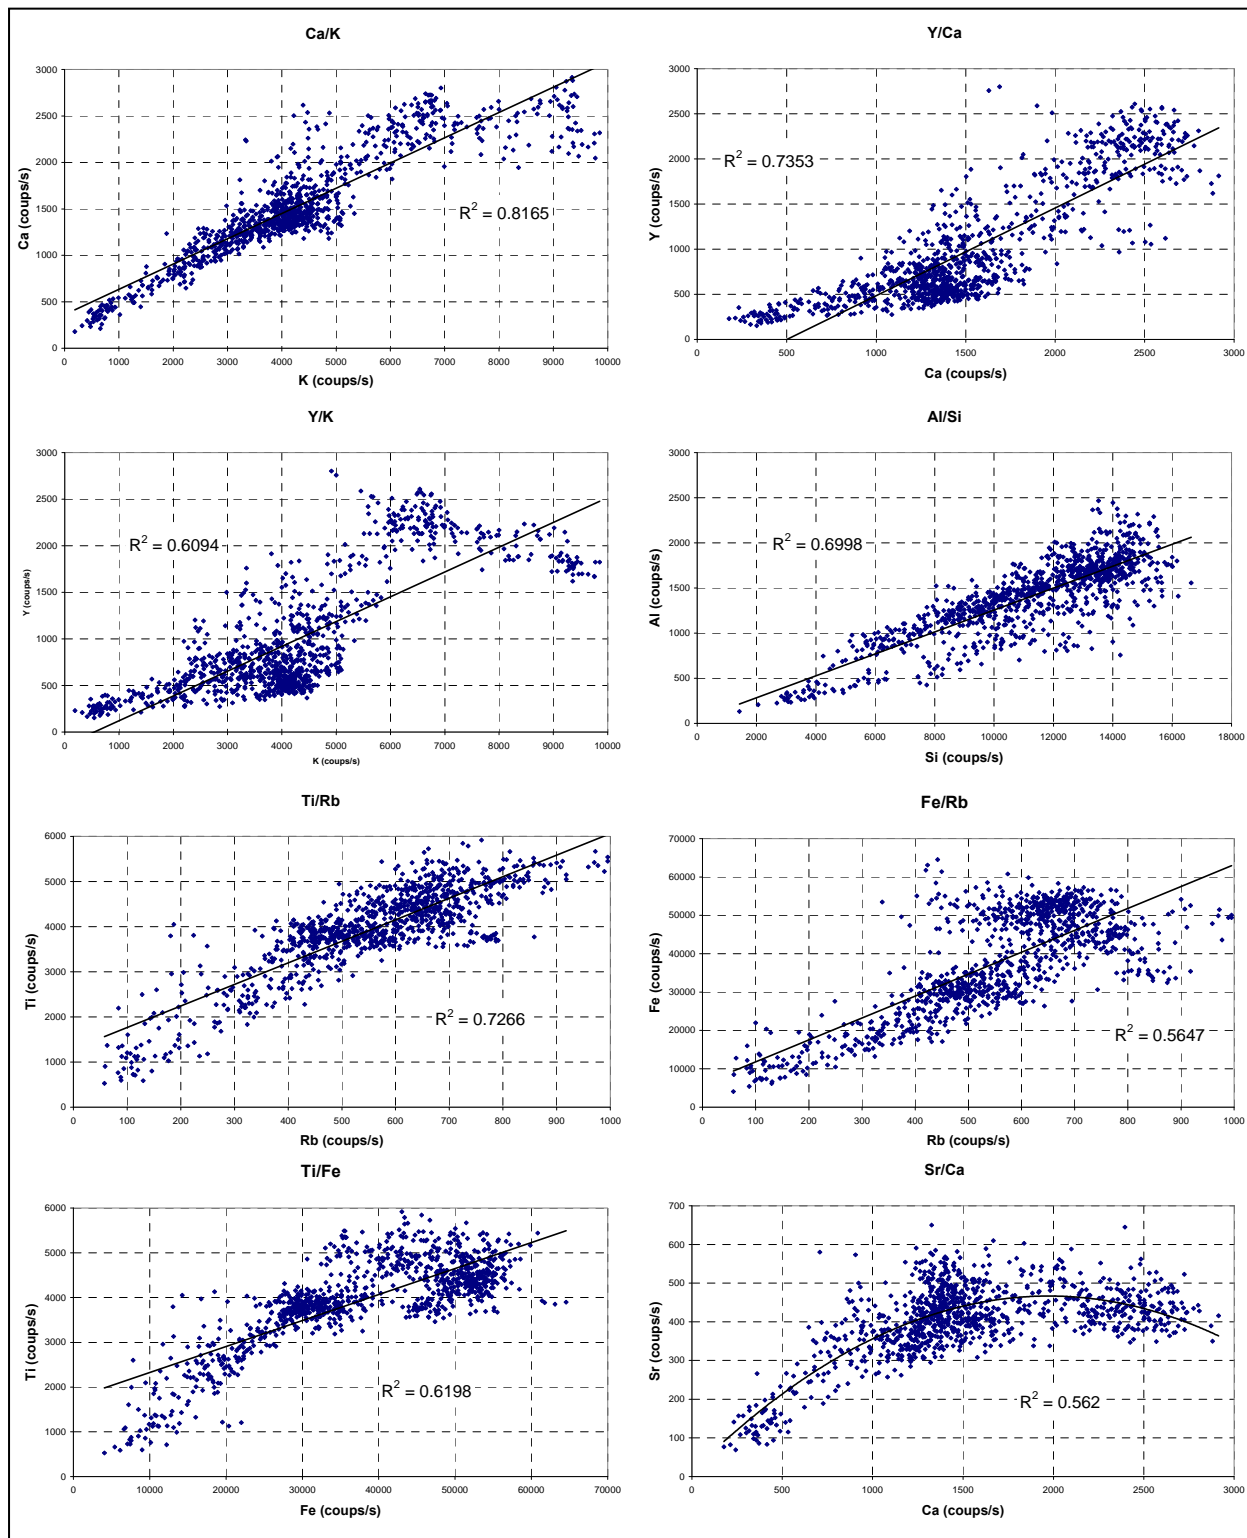 Ca/K
3000
2500
2000
1500
1000
500
0
Ca (coups/s)
R² = 0.8165
0 1000 2000 3000 4000 5000 6000 7000 8000 9000 10000
K (coups/s)
Y/Ca
3000
2500
2000
1500
1000
500
0
Y (coups/s)
R² = 0.7353
0 500 1000 1500 2000 2500 3000
Ca (coups/s)
Y/K
3000
2500
2000
1500
1000
500
0
Y (coups/s)
R² = 0.6094
0 1000 2000 3000 4000 5000 6000 7000 8000 9000 10000
K (coups/s)
Al/Si
3000
2500
2000
1500
1000
500
0
Al (coups/s)
R² = 0.6998
0 2000 4000 6000 8000 10000 12000 14000 16000 18000
Si (coups/s)
Ti/Rb
6000
5000
4000
3000
2000
1000
0
Ti (coups/s)
R² = 0.7266
0 100 200 300 400 500 600 700 800 900 1000
Rb (coups/s)
Fe/Rb
70000
60000
50000
40000
30000
20000
10000
0
Fe (coups/s)
R² = 0.5647
0 100 200 300 400 500 600 700 800 900 1000
Rb (coups/s)
Ti/Fe
6000
5000
4000
3000
2000
1000
0
Ti (coups/s)
R² = 0.6198
0 10000 20000 30000 40000 50000 60000 70000
Fe (coups/s)
Sr/Ca
700
600
500
400
300
200
100
0
Sr (coups/s)
R² = 0.562
0 500 1000 1500 2000 2500 3000
Ca (coups/s)